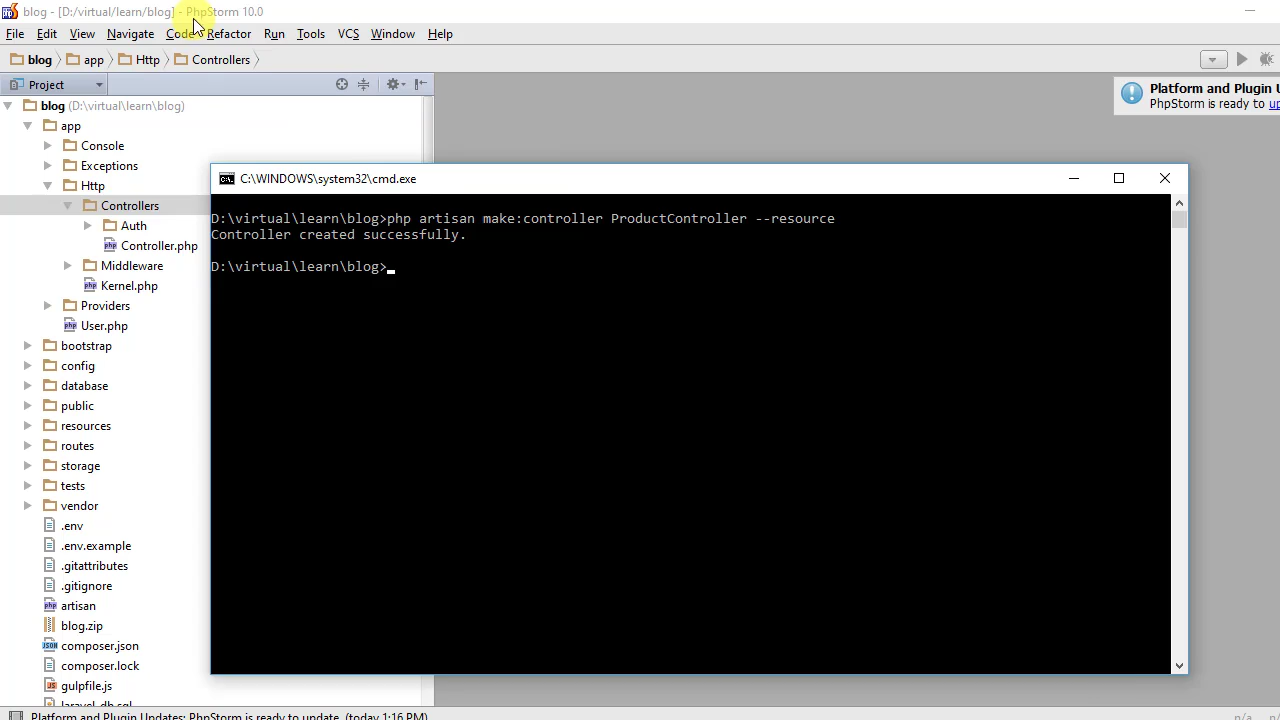 blog - [D:/virtual/learn/blog] - PhpStorm 10.0
File Edit View Navigate Code Refactor Run Tools VCS Window Help
blog app Http Controllers
Project
Platform and Plugin U
PhpStorm is ready to up
blog (D:\virtual\learn\blog)
app
Console
Exceptions
Http
Controllers
Auth
Controller.php
Middleware
Kernel.php
Providers
User.php
bootstrap
config
database
public
resources
routes
storage
tests
vendor
.env
.env.example
.gitattributes
.gitignore
artisan
blog.zip
composer.json
composer.lock
gulpfile.js
laravel-db.sql
C:\WINDOWS\system32\cmd.exe
D:\virtual\learn\blog>php artisan make:controller ProductController --resource
Controller created successfully.
D:\virtual\learn\blog>
Platform and Plugin Updates: PhpStorm is ready to update. (today 1:16 PM)
n/a